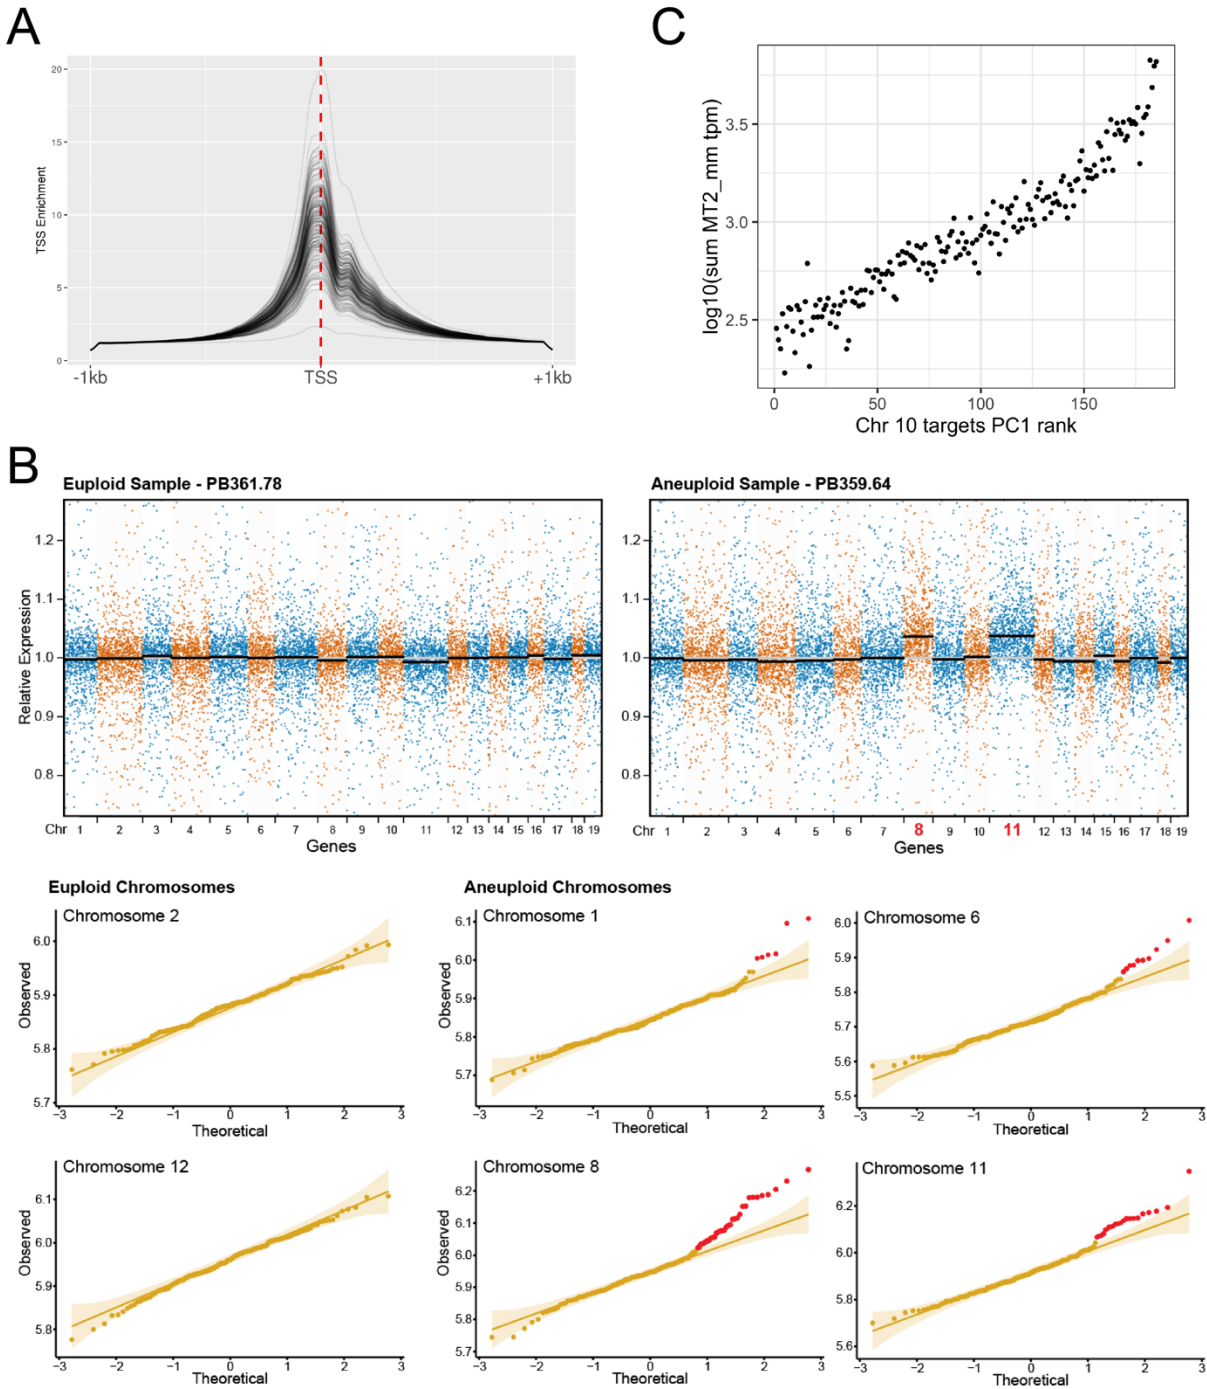 A
TSS Enrichment
20
15
10
5
0
-1kb
TSS
+1kb
C
log10(sum MT2_mm tpm)
3.5
3.0
2.5
0
50
100
150
Chr 10 targets PC1 rank
B
Euploid Sample - PB361.78
Relative Expression
1.2
1.1
1.0
0.9
0.8
Chr 1 2 3 4 5 6 7 8 9 10 11 12 13 14 15 16 17 18 19
Genes
Aneuploid Sample - PB359.64
Chr 1 2 3 4 5 6 7 8 9 10 11 12 13 14 15 16 17 18 19
Genes
Euploid Chromosomes
Chromosome 2
Observed
6.0
5.9
5.8
5.7
-3 -2 -1 0 1 2 3
Theoretical
Aneuploid Chromosomes
Chromosome 1
Observed
6.1
6.0
5.9
5.8
5.7
-3 -2 -1 0 1 2 3
Theoretical
Chromosome 6
Observed
6.0
5.9
5.8
5.7
5.6
5.5
-3 -2 -1 0 1 2 3
Theoretical
Chromosome 12
Observed
6.1
6.0
5.9
5.8
-3 -2 -1 0 1 2 3
Theoretical
Chromosome 8
Observed
6.2
6.1
6.0
5.9
5.8
5.7
-3 -2 -1 0 1 2 3
Theoretical
Chromosome 11
Observed
6.2
6.0
5.8
5.6
-3 -2 -1 0 1 2 3
Theoretical